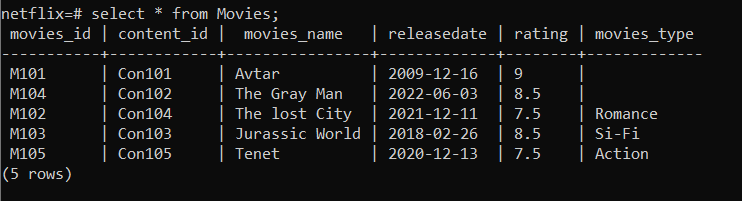 netflix=# select * from Movies;
 movies_id | content_id |  movies_name   | releasedate | rating | movies_type
-----------+------------+----------------+-------------+--------+-------------
 M101      | Con101     | Avtar          | 2009-12-16  | 9      |
 M104      | Con102     | The Gray Man   | 2022-06-03  | 8.5    |
 M102      | Con104     | The lost City  | 2021-12-11  | 7.5    | Romance
 M103      | Con103     | Jurassic World | 2018-02-26  | 8.5    | Si-Fi
 M105      | Con105     | Tenet          | 2020-12-13  | 7.5    | Action
(5 rows)